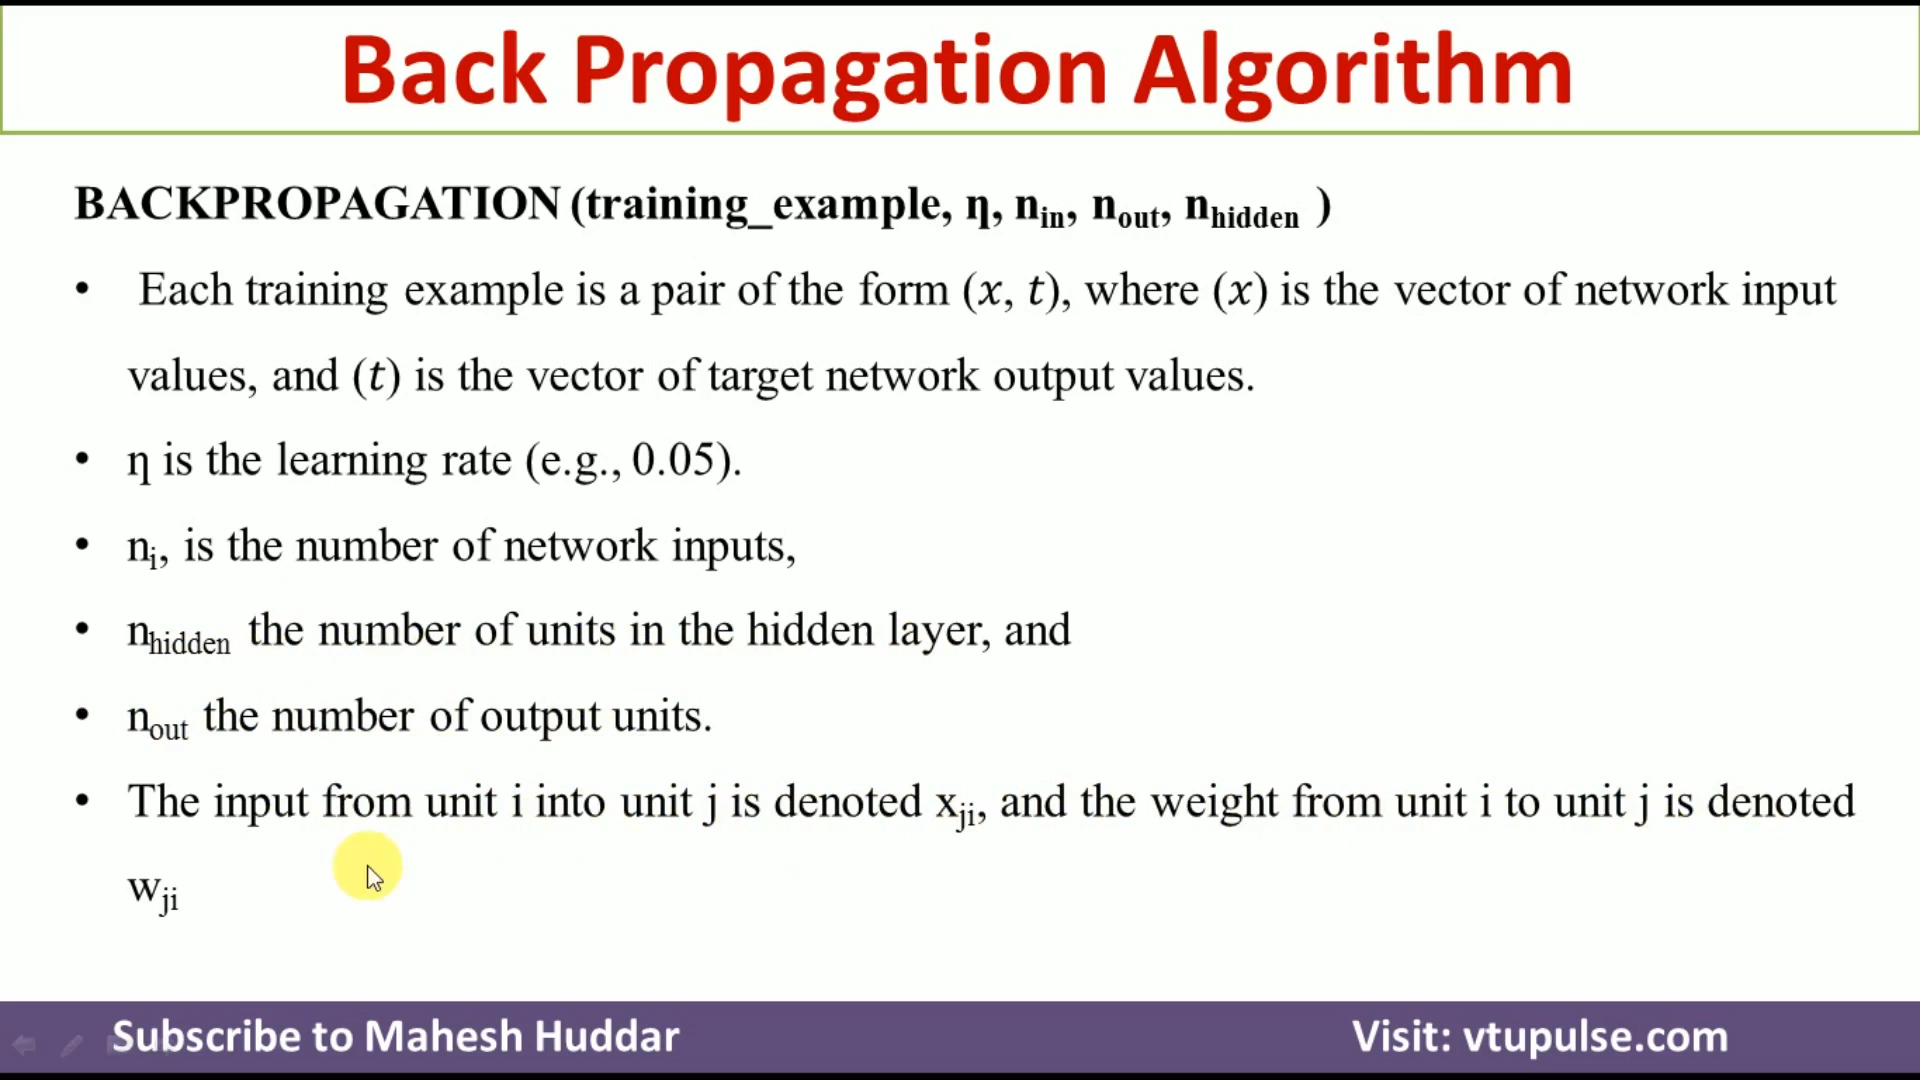 Back Propagation Algorithm
BACKPROPAGATION (training_example, η, nin, nout, nhidden )
• Each training example is a pair of the form (x, t), where (x) is the vector of network input
values, and (t) is the vector of target network output values.
• η is the learning rate (e.g., 0.05).
• ni, is the number of network inputs,
• nhidden the number of units in the hidden layer, and
• nout the number of output units.
• The input from unit i into unit j is denoted xji, and the weight from unit i to unit j is denoted
wji
Subscribe to Mahesh Huddar
Visit: vtupulse.com